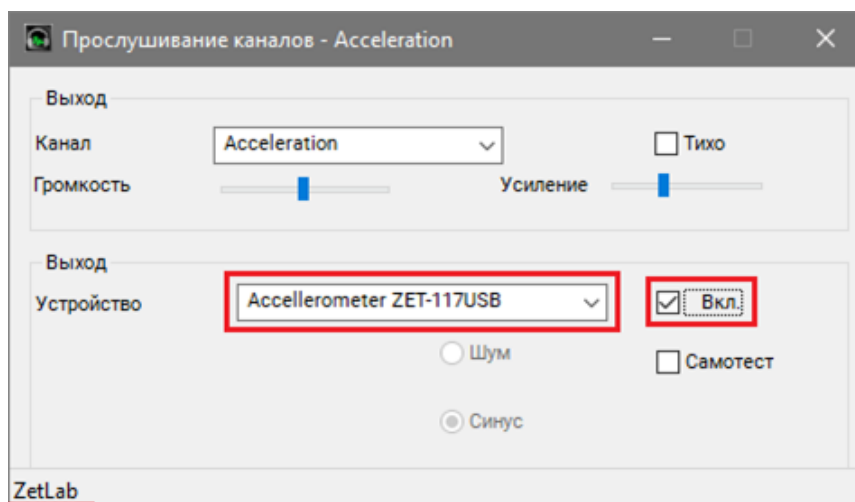 Прослушивание каналов - Acceleration
Выход
Канал Acceleration Тихо
Громкость Усиление
Выход
Устройство Accellerometer ZET-117USB Вкл.
Шум Самотест
Синус
ZetLab